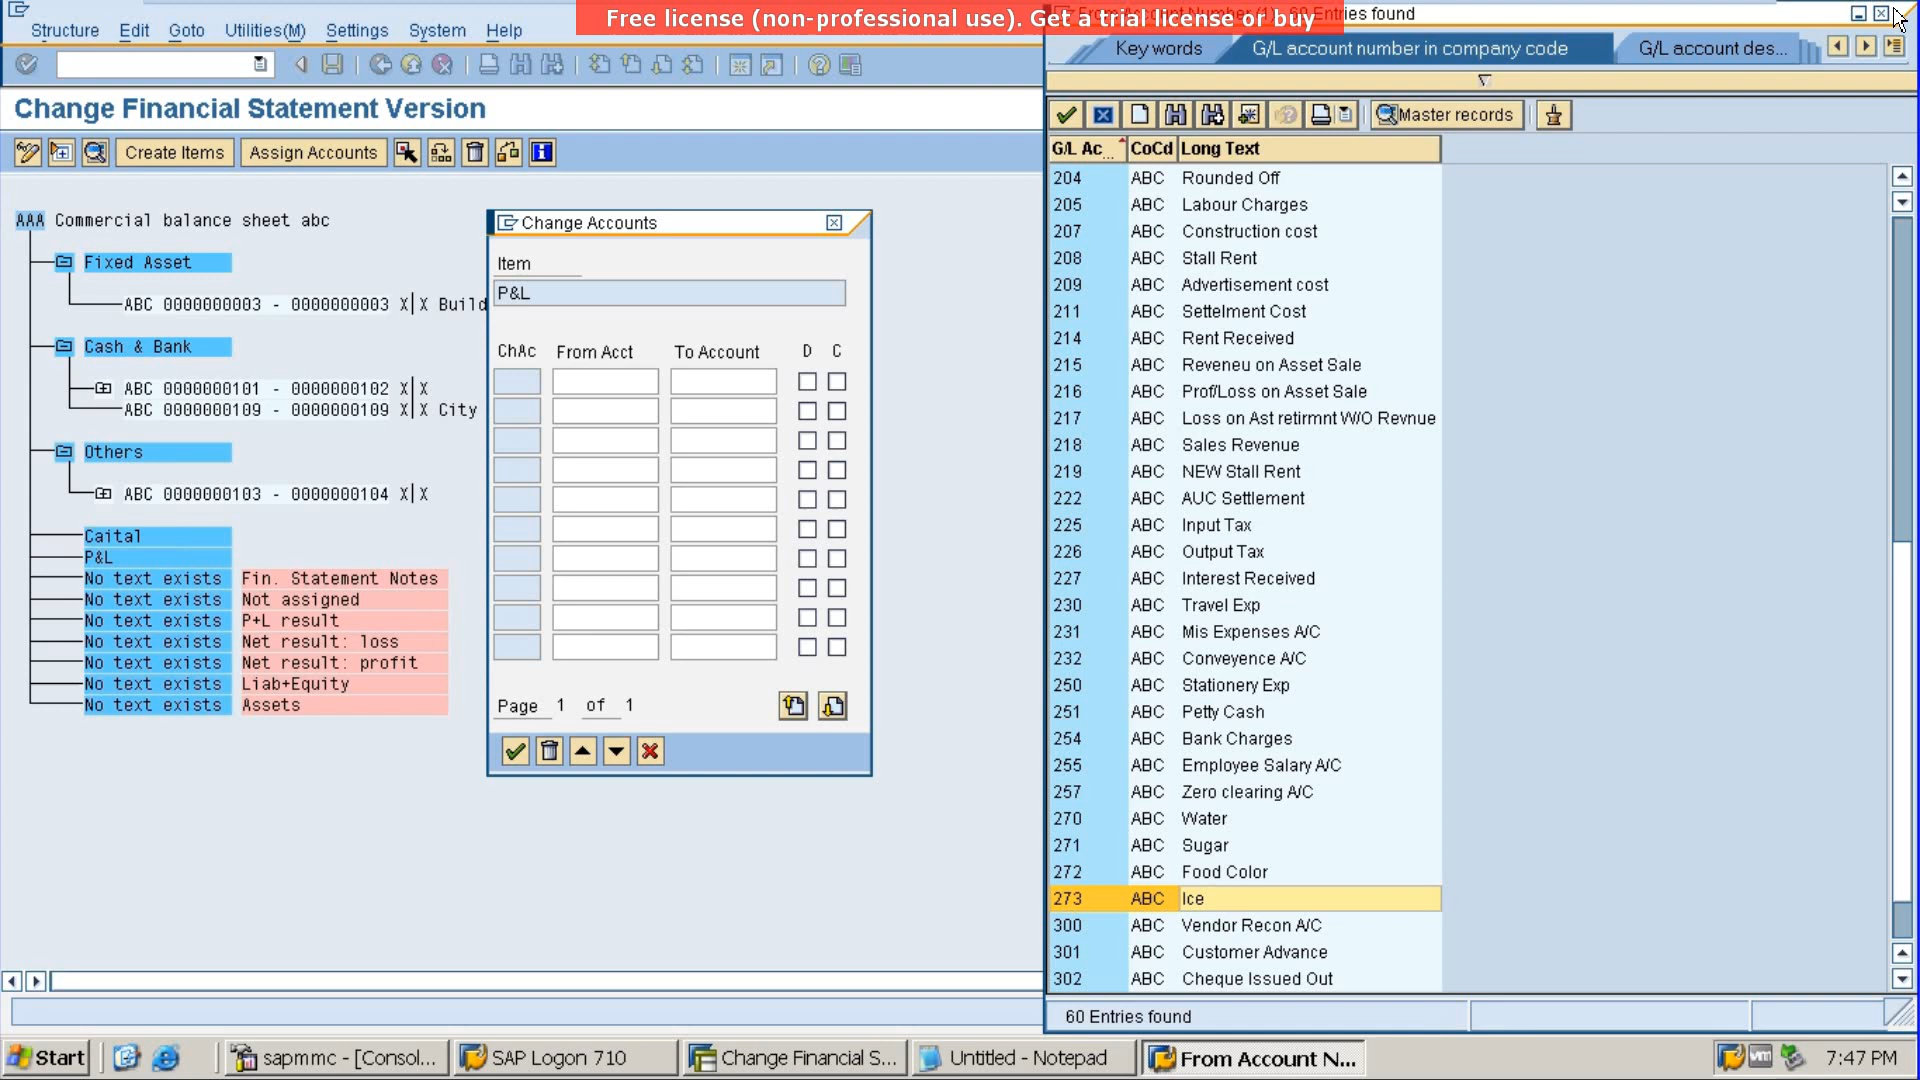 Free license (non-professional use). Get a trial license or buy
Structure Edit Goto Utilities(M) Settings System Help
Change Financial Statement Version
Create Items Assign Accounts
AAA Commercial balance sheet abc
Fixed Asset
ABC 0000000003 - 0000000003 X X Build
Cash & Bank
ABC 0000000101 - 0000000102 X X
ABC 0000000109 - 0000000109 X X City
Others
ABC 0000000103 - 0000000104 X X
Caital
P&L
No text exists Fin. Statement Notes
No text exists Not assigned
No text exists P+L result
No text exists Net result: loss
No text exists Net result: profit
No text exists Liab+Equity
No text exists Assets
Change Accounts
Item
P&L
ChAc From Acct To Account D C
Page 1 of 1
From Account Number (1) 60 Entries found
Key words G/L account number in company code G/L account des...
Master records
G/L Ac... CoCd Long Text
204 ABC Rounded Off
205 ABC Labour Charges
207 ABC Construction cost
208 ABC Stall Rent
209 ABC Advertisement cost
211 ABC Settelment Cost
214 ABC Rent Received
215 ABC Reveneu on Asset Sale
216 ABC Prof/Loss on Asset Sale
217 ABC Loss on Ast retirmnt W/O Revnue
218 ABC Sales Revenue
219 ABC NEW Stall Rent
222 ABC AUC Settlement
225 ABC Input Tax
226 ABC Output Tax
227 ABC Interest Received
230 ABC Travel Exp
231 ABC Mis Expenses A/C
232 ABC Conveyence A/C
250 ABC Stationery Exp
251 ABC Petty Cash
254 ABC Bank Charges
255 ABC Employee Salary A/C
257 ABC Zero clearing A/C
270 ABC Water
271 ABC Sugar
272 ABC Food Color
273 ABC Ice
300 ABC Vendor Recon A/C
301 ABC Customer Advance
302 ABC Cheque Issued Out
60 Entries found
Start sapmmc - [Consol... SAP Logon 710 Change Financial S... Untitled - Notepad From Account N... 7:47 PM